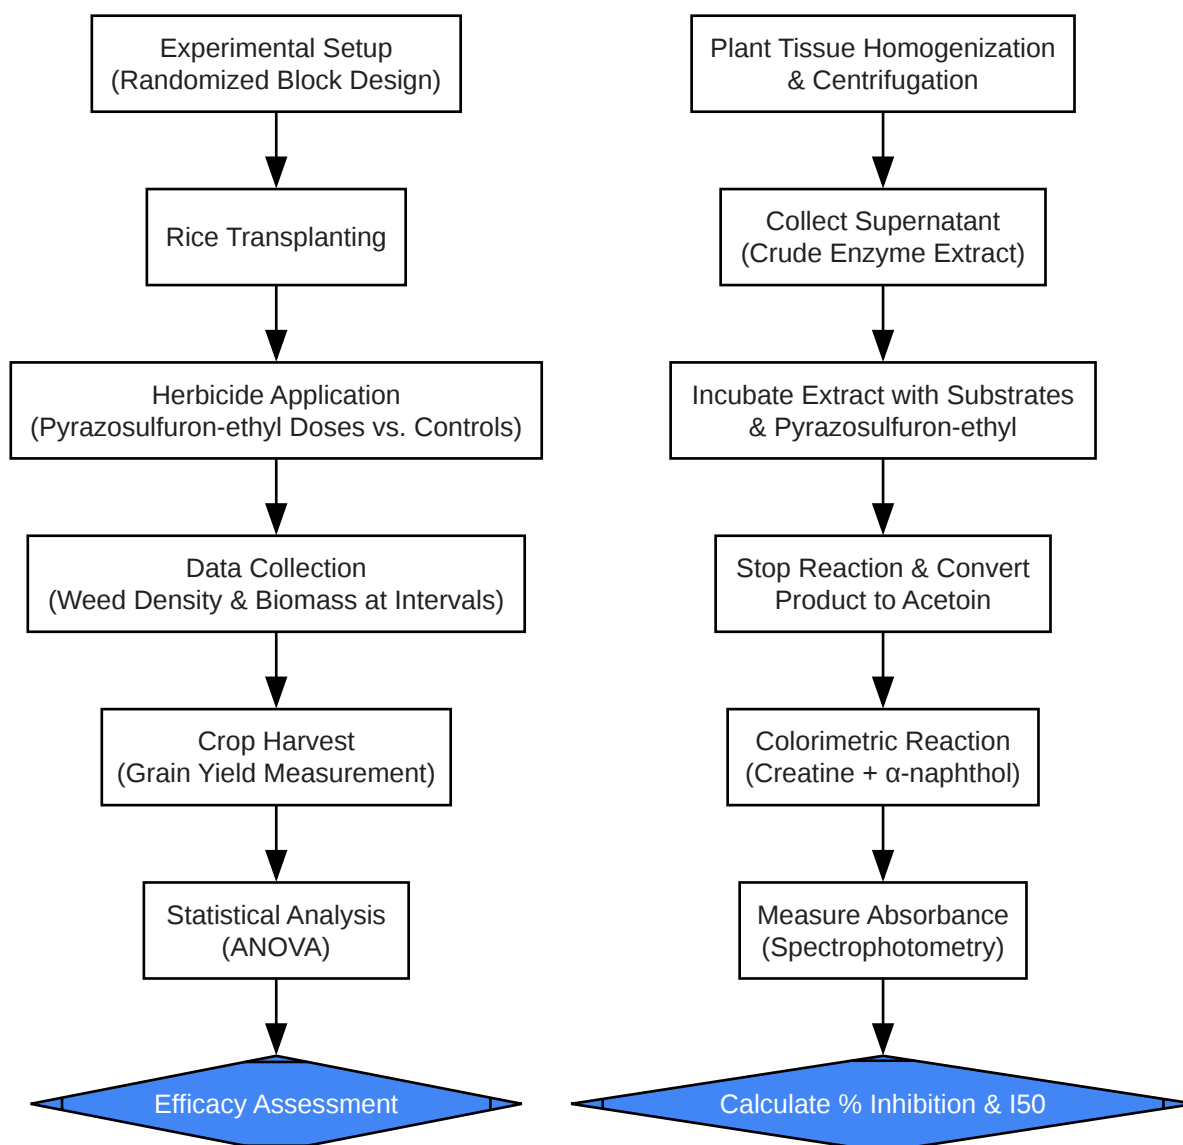 Experimental Setup
(Randomized Block Design)
Rice Transplanting
Herbicide Application
(Pyrazosulfuron-ethyl Doses vs. Controls)
Data Collection
(Weed Density & Biomass at Intervals)
Crop Harvest
(Grain Yield Measurement)
Statistical Analysis
(ANOVA)
Efficacy Assessment
Plant Tissue Homogenization
& Centrifugation
Collect Supernatant
(Crude Enzyme Extract)
Incubate Extract with Substrates
& Pyrazosulfuron-ethyl
Stop Reaction & Convert
Product to Acetoin
Colorimetric Reaction
(Creatine + α-naphthol)
Measure Absorbance
(Spectrophotometry)
Calculate % Inhibition & I50